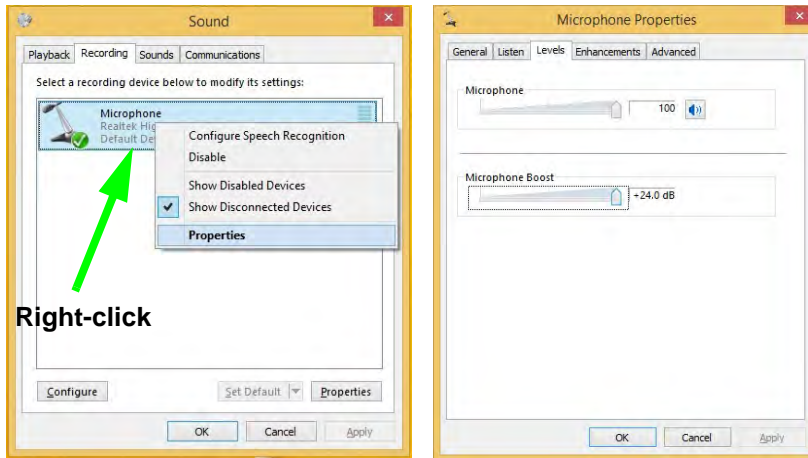 Sound
Playback Recording Sounds Communications
Select a recording device below to modify its settings:
Microphone
Realtek Hig
Default De
Configure Speech Recognition
Disable
Show Disabled Devices
Show Disconnected Devices
Properties
Right-click
Configure Set Default Properties
OK Cancel Apply
Microphone Properties
General Listen Levels Enhancements Advanced
Microphone
100
Microphone Boost
+24.0 dB
OK Cancel Apply